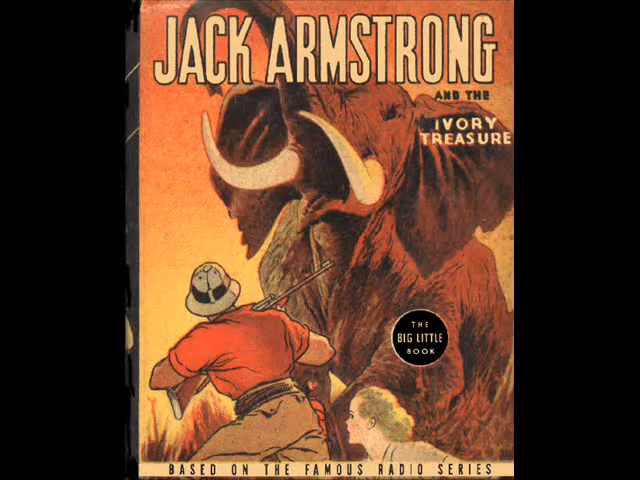 JACK ARMSTRONG
AND THE
IVORY
TREASURE
THE
BIG LITTLE
BOOK
BASED ON THE FAMOUS RADIO SERIES